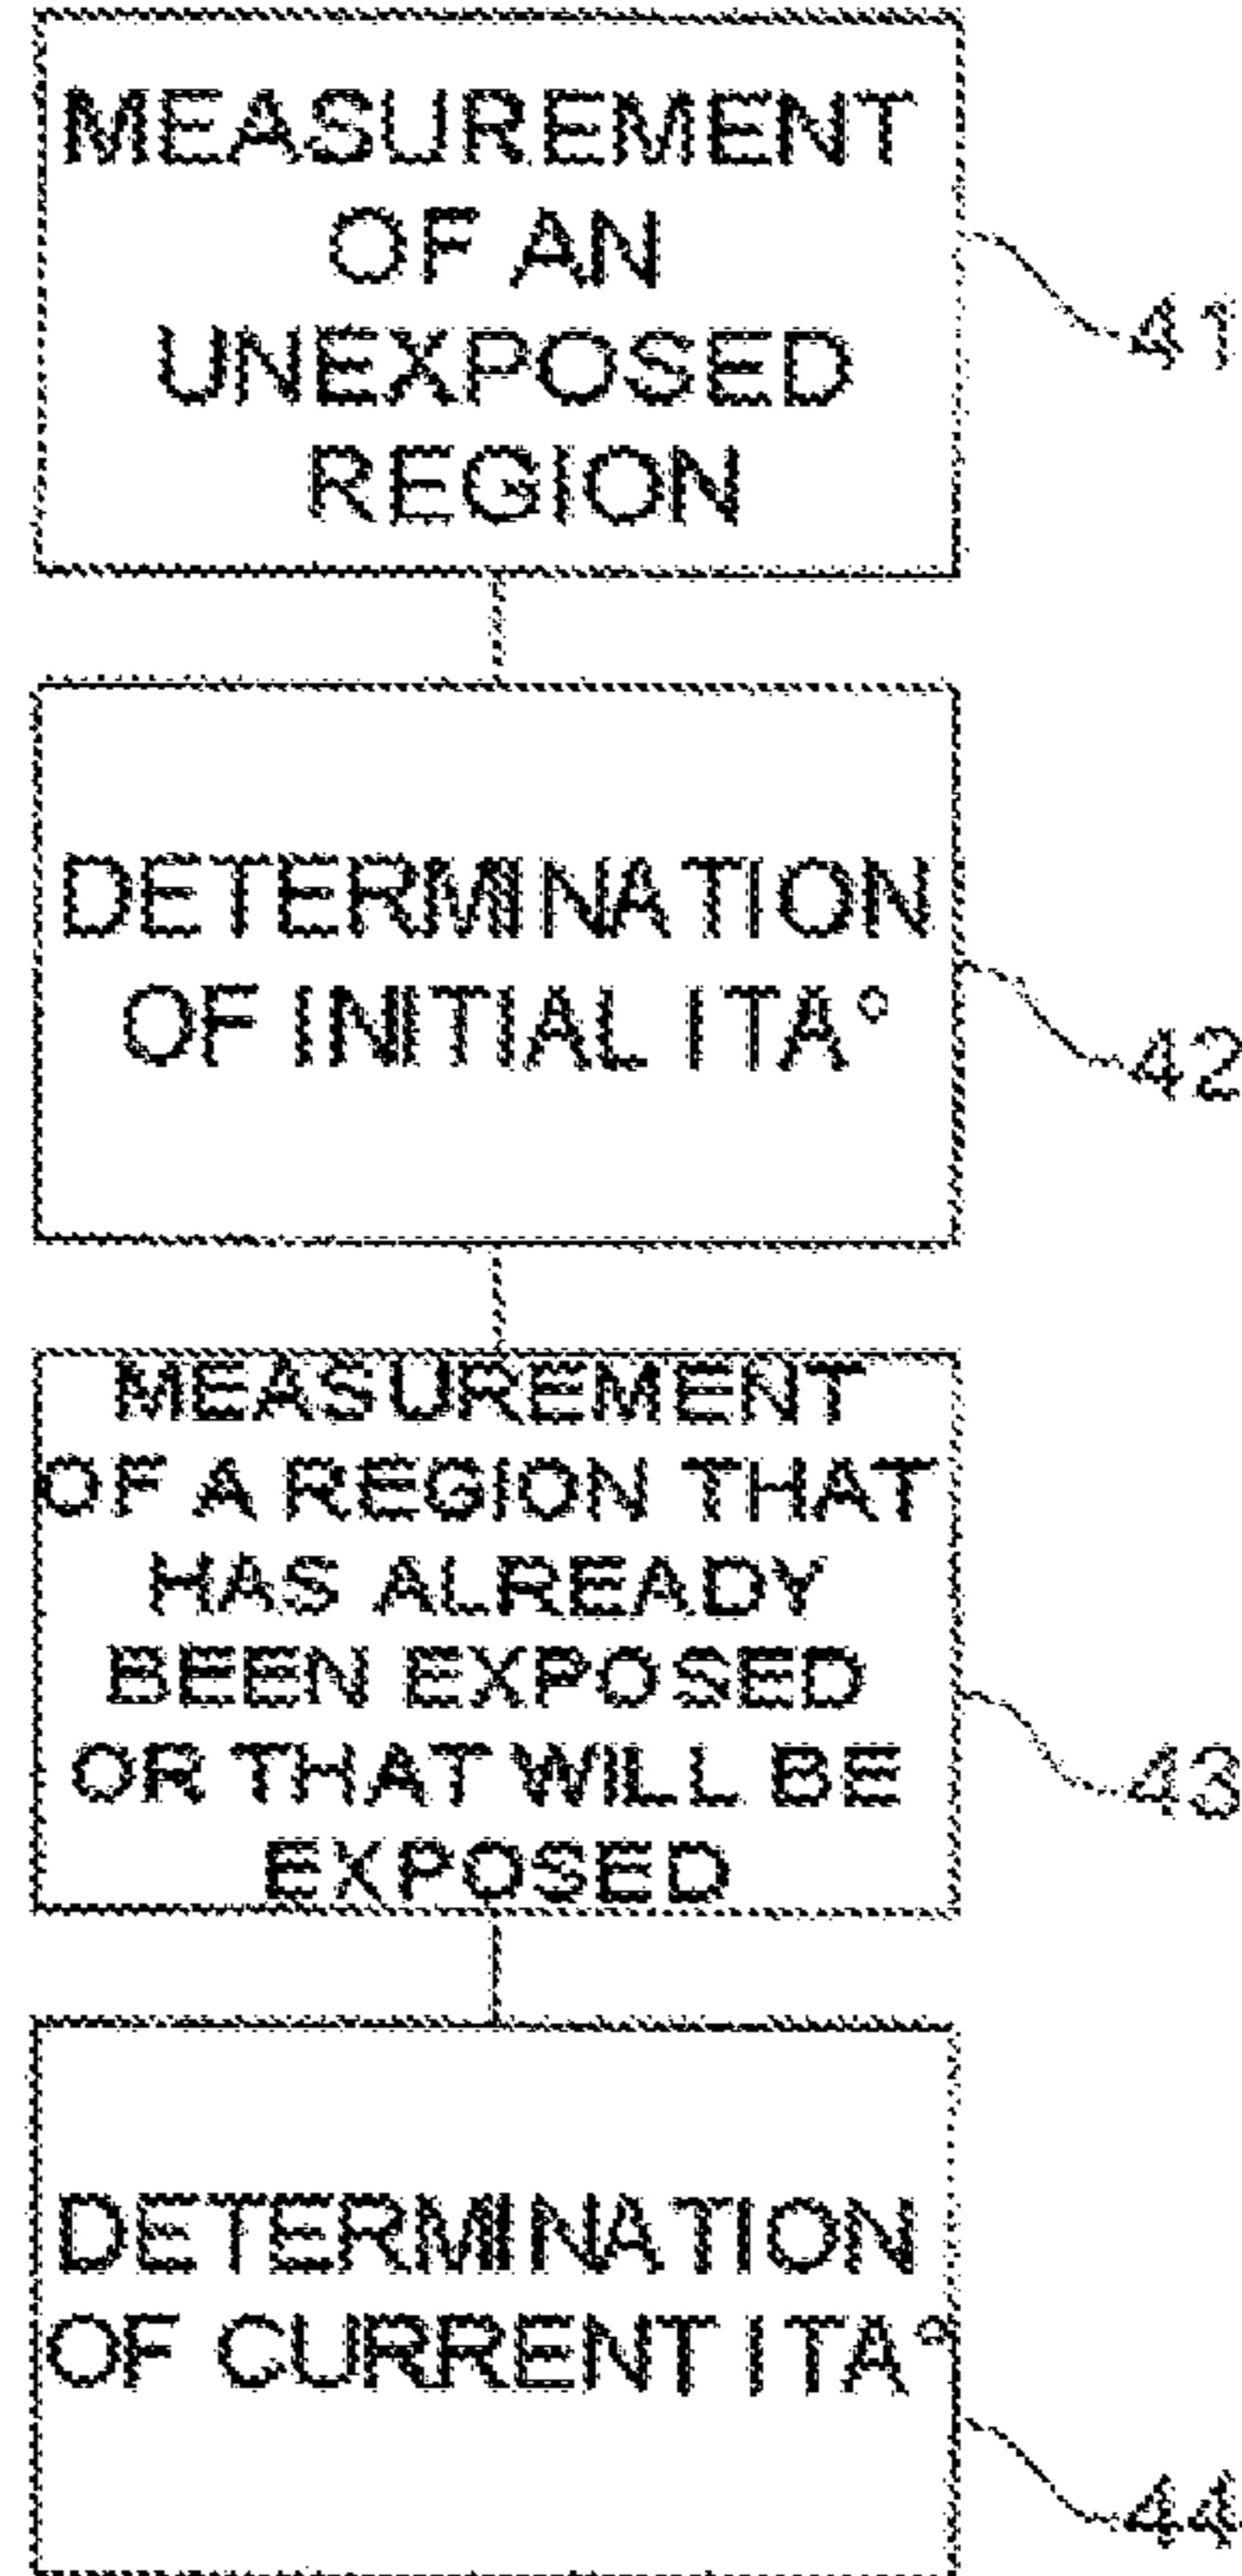 MEASUREMENT
OF AN
UNEXPOSED
REGION
41
DETERMINATION
OF INITIAL ITA°
42
MEASUREMENT
OF A REGION THAT
HAS ALREADY
BEEN EXPOSED
OR THAT WILL BE
EXPOSED
43
DETERMINATION
OF CURRENT ITA°
44